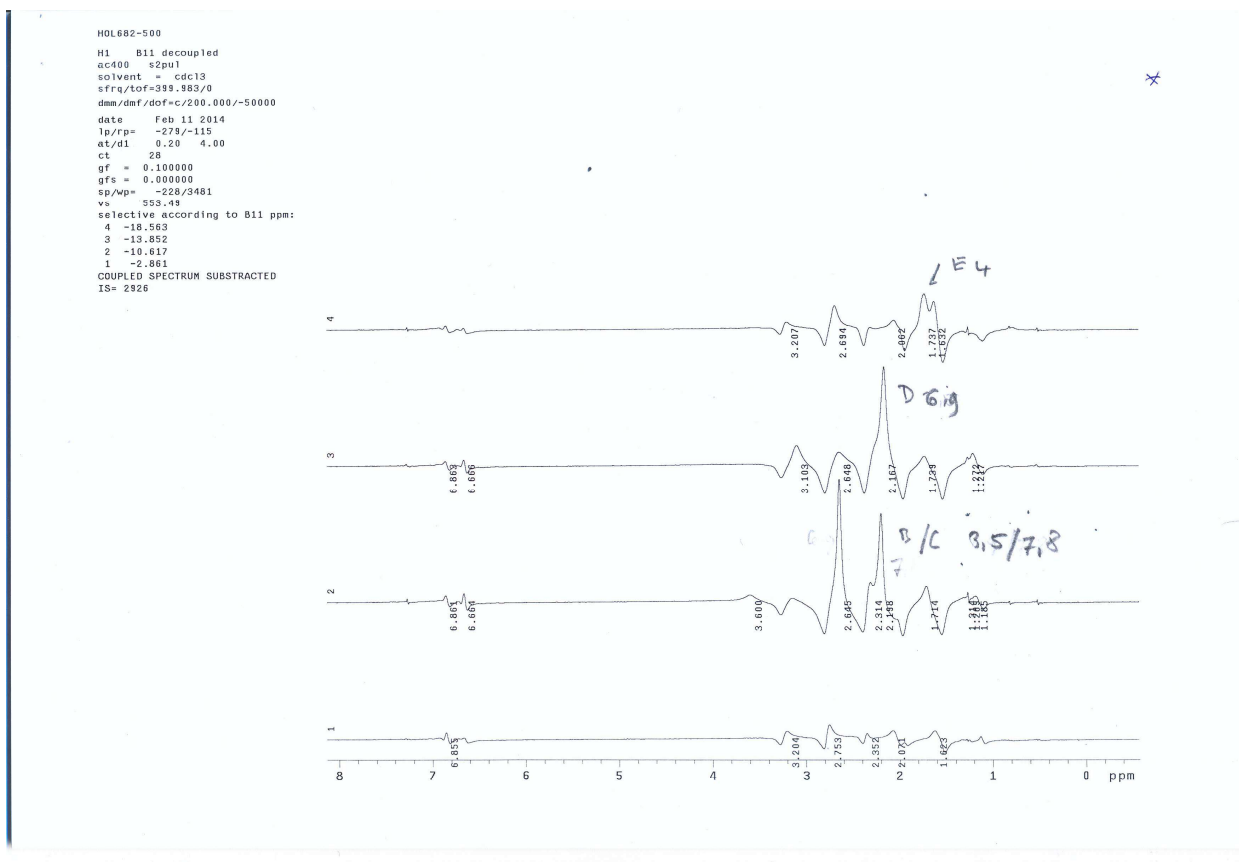 HOL682-500
H1 B11 decoupled
ac400 s2pul
solvent = cdcl3
sfrq/tof=399.983/0
dmm/dmf/dof=c/200.000/-50000
date Feb 11 2014
lp/rp= -279/-115
at/d1 0.20 4.00
ct 28
gf = 0.100000
gfs = 0.000000
sp/wp= -228/3481
vs 553.49
selective according to B11 ppm:
4 -18.563
3 -13.852
2 -10.617
1 -2.861
COUPLED SPECTRUM SUBSTRACTED
IS= 2926
E 4
4
3.207 2.694 2.062 1.737 1.632
D
3
6.863 6.666 3.103 2.648 2.167 1.739 1.272 1.217
B/C 3,5/7,8
7
2
6.861 6.664 3.600 2.645 2.314 2.198 1.714 1.185
1
6.855 3.204 2.753 2.352 2.071 1.623
8 7 6 5 4 3 2 1 0 ppm